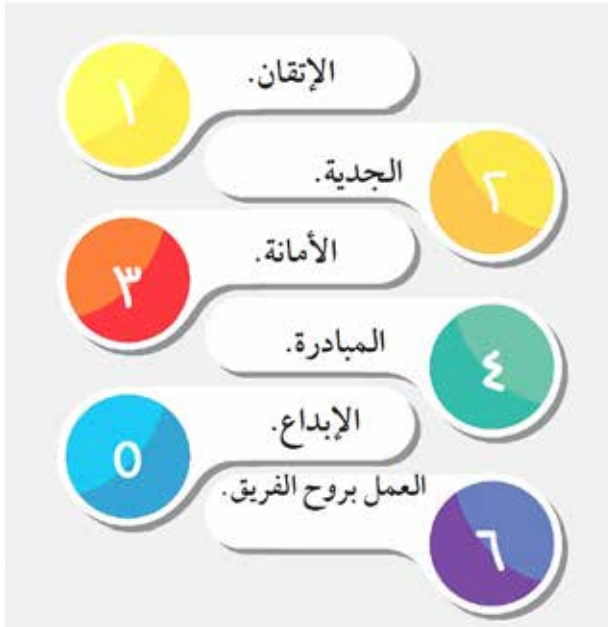 ١ الإتقان.
٢ الجدية.
٣ الأمانة.
٤ المبادرة.
٥ الإبداع.
٦ العمل بروح الفريق.